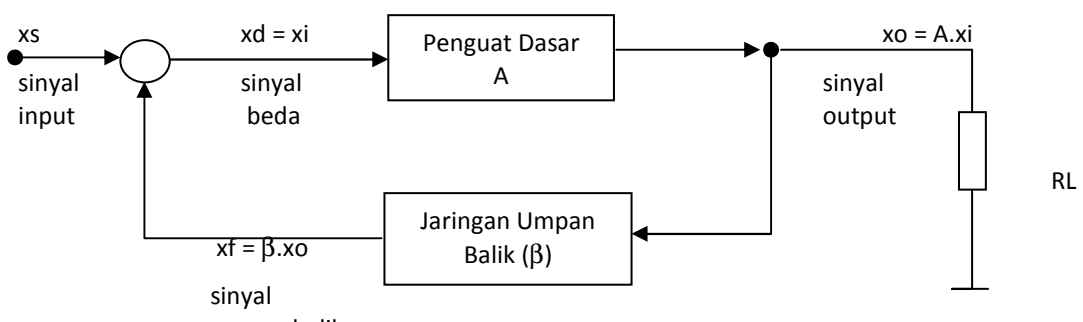 xs
sinyal
input
xd = xi
sinyal
beda
Penguat Dasar
A
xo = A.xi
sinyal
output
RL
Jaringan Umpan
Balik (β)
xf = β.xo
sinyal